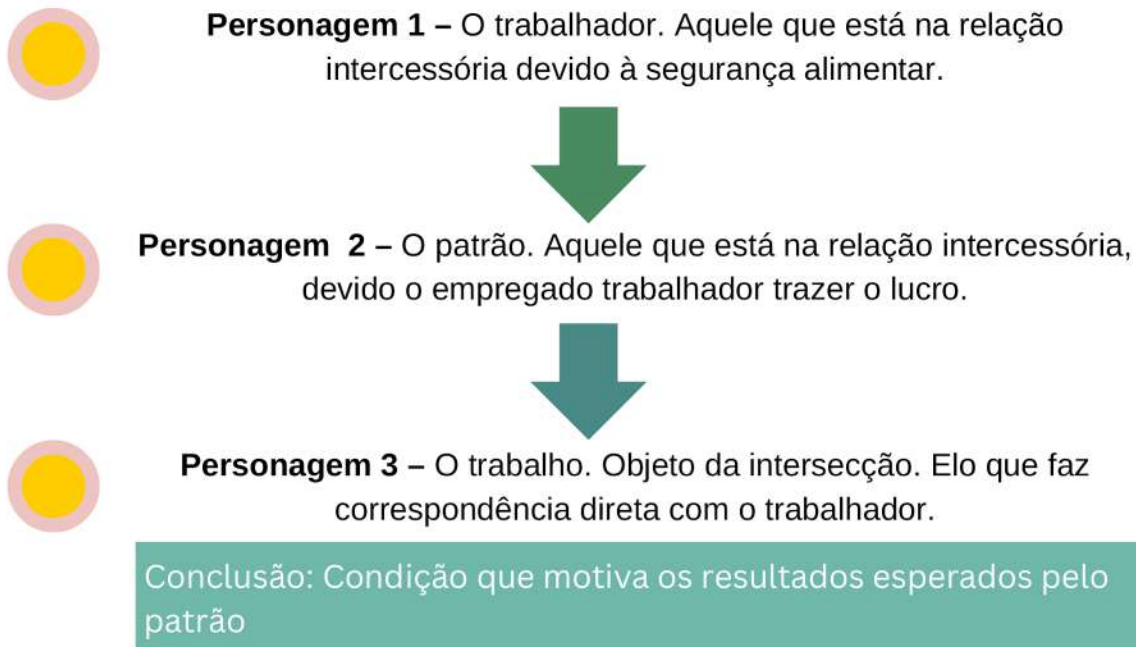 Personagem 1 – O trabalhador. Aquele que está na relação
intercessória devido à segurança alimentar.
Personagem 2 – O patrão. Aquele que está na relação intercessória,
devido o empregado trabalhador trazer o lucro.
Personagem 3 – O trabalho. Objeto da intersecção. Elo que faz
correspondência direta com o trabalhador.
Conclusão: Condição que motiva os resultados esperados pelo
patrão